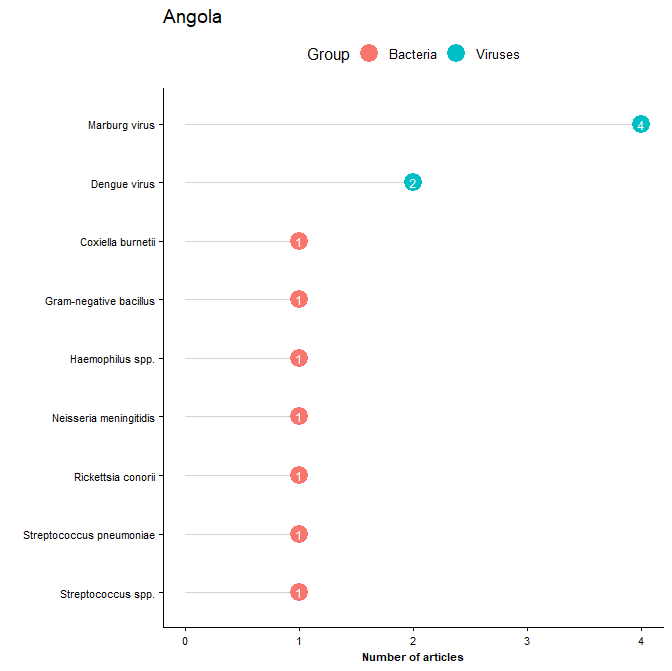 Angola
Group Bacteria Viruses
Marburg virus 4
Dengue virus 2
Coxiella burnetii 1
Gram-negative bacillus 1
Haemophilus spp. 1
Neisseria meningitidis 1
Rickettsia conorii 1
Streptococcus pneumoniae 1
Streptococcus spp. 1
0 1 2 3 4
Number of articles